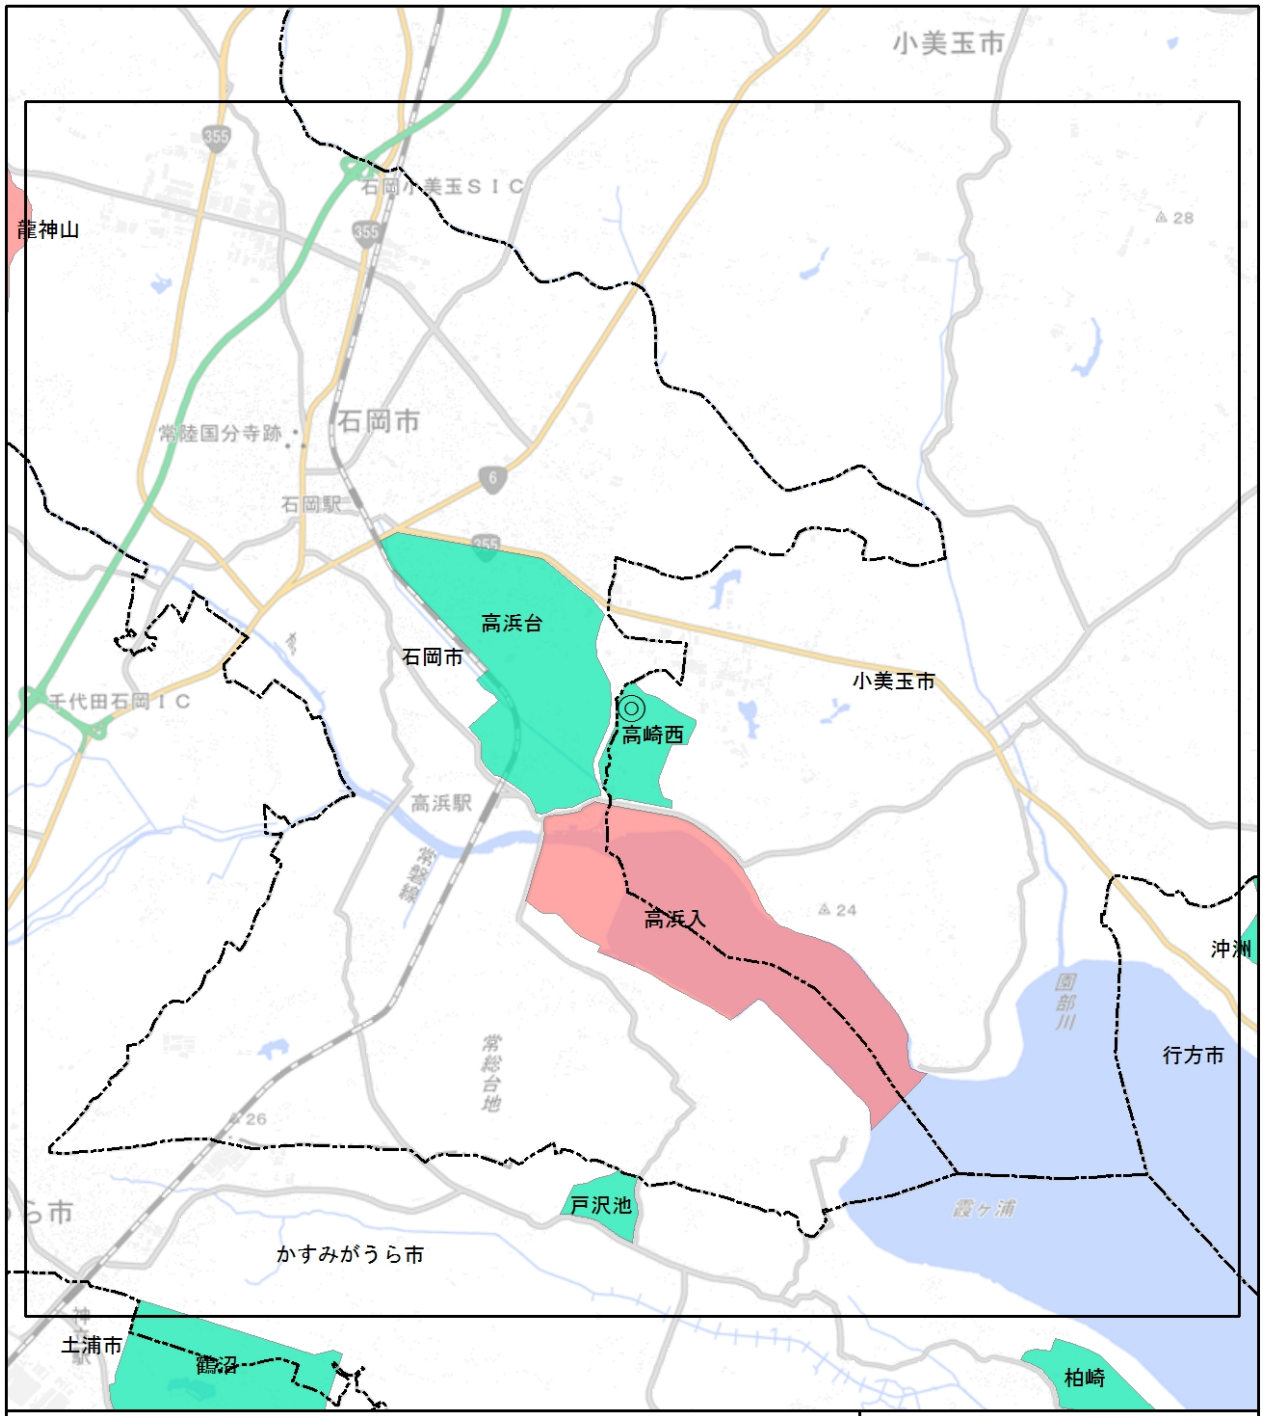 小美玉市
355
石岡小美玉ＳＩＣ
28
龍神山
355
石岡市
常陸国分寺跡
6
石岡駅
355
高浜台
石岡市
小美玉市
千代田石岡ＩＣ
高崎西
高浜駅
常磐線
高浜入
24
沖洲
園部川
行方市
常総台地
26
戸沢池
霞ヶ浦
ら市
かすみがうら市
土浦市
鶴沼
柏崎